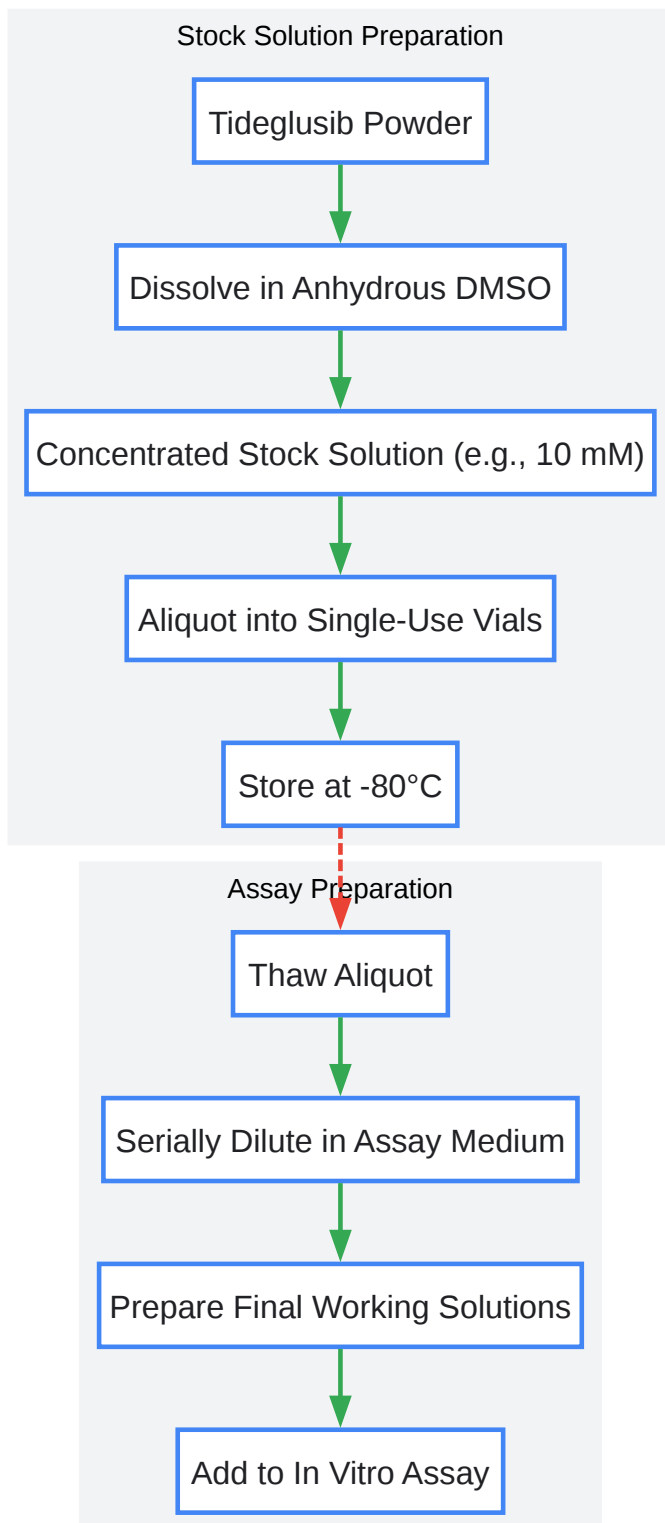 Stock Solution Preparation
Tideglusib Powder
Dissolve in Anhydrous DMSO
Concentrated Stock Solution (e.g., 10 mM)
Aliquot into Single-Use Vials
Store at -80°C
Assay Preparation
Thaw Aliquot
Serially Dilute in Assay Medium
Prepare Final Working Solutions
Add to In Vitro Assay